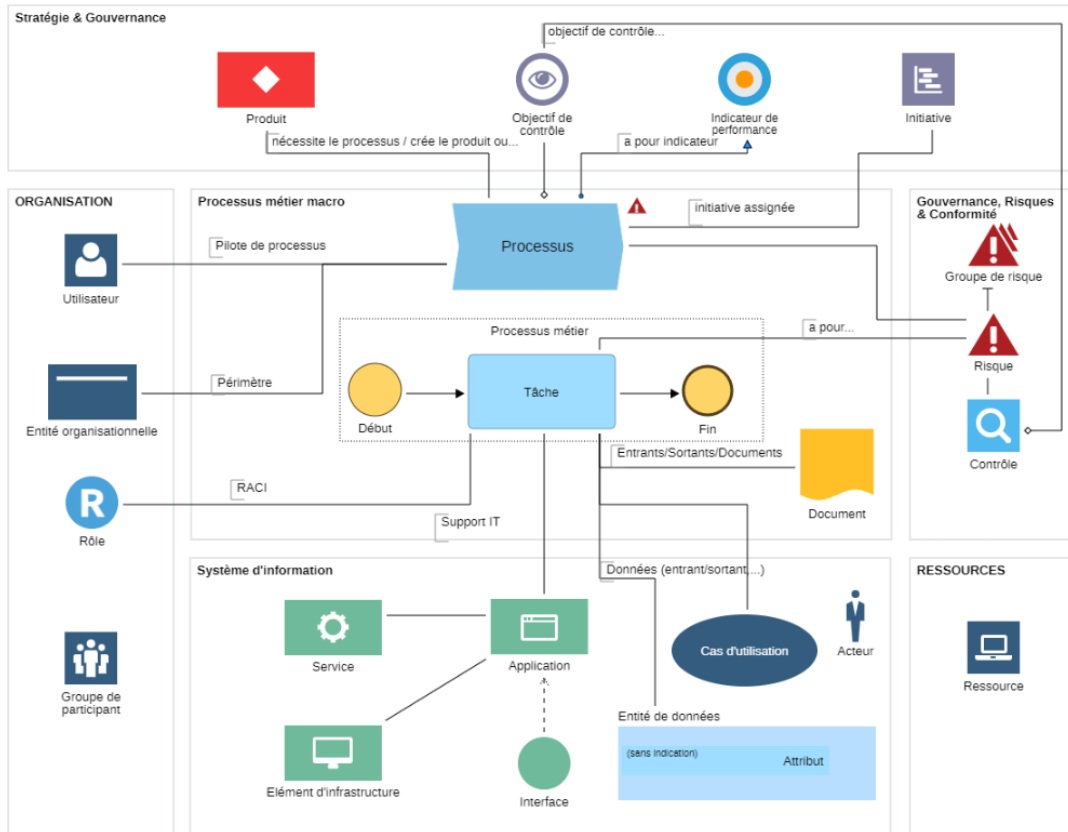 Stratégie & Gouvernance
objectif de contrôle...
Produit
Objectif de
contrôle
Indicateur de
performance
Initiative
nécessite le processus / crée le produit ou...
a pour indicateur
ORGANISATION
Processus métier macro
Gouvernance, Risques
& Conformité
initiative assignée
Pilote de processus
Processus
Utilisateur
Groupe de risque
Processus métier
a pour...
Risque
Périmètre
Tâche
Début
Fin
Entité organisationnelle
Entrants/Sortants/Documents
Contrôle
RACI
R
Rôle
Support IT
Document
Système d'information
Données (entrant/sortant,...)
RESSOURCES
Service
Application
Cas d'utilisation
Acteur
Ressource
Groupe de
participant
Entité de données
(sans indication)
Attribut
Elément d'infrastructure
Interface